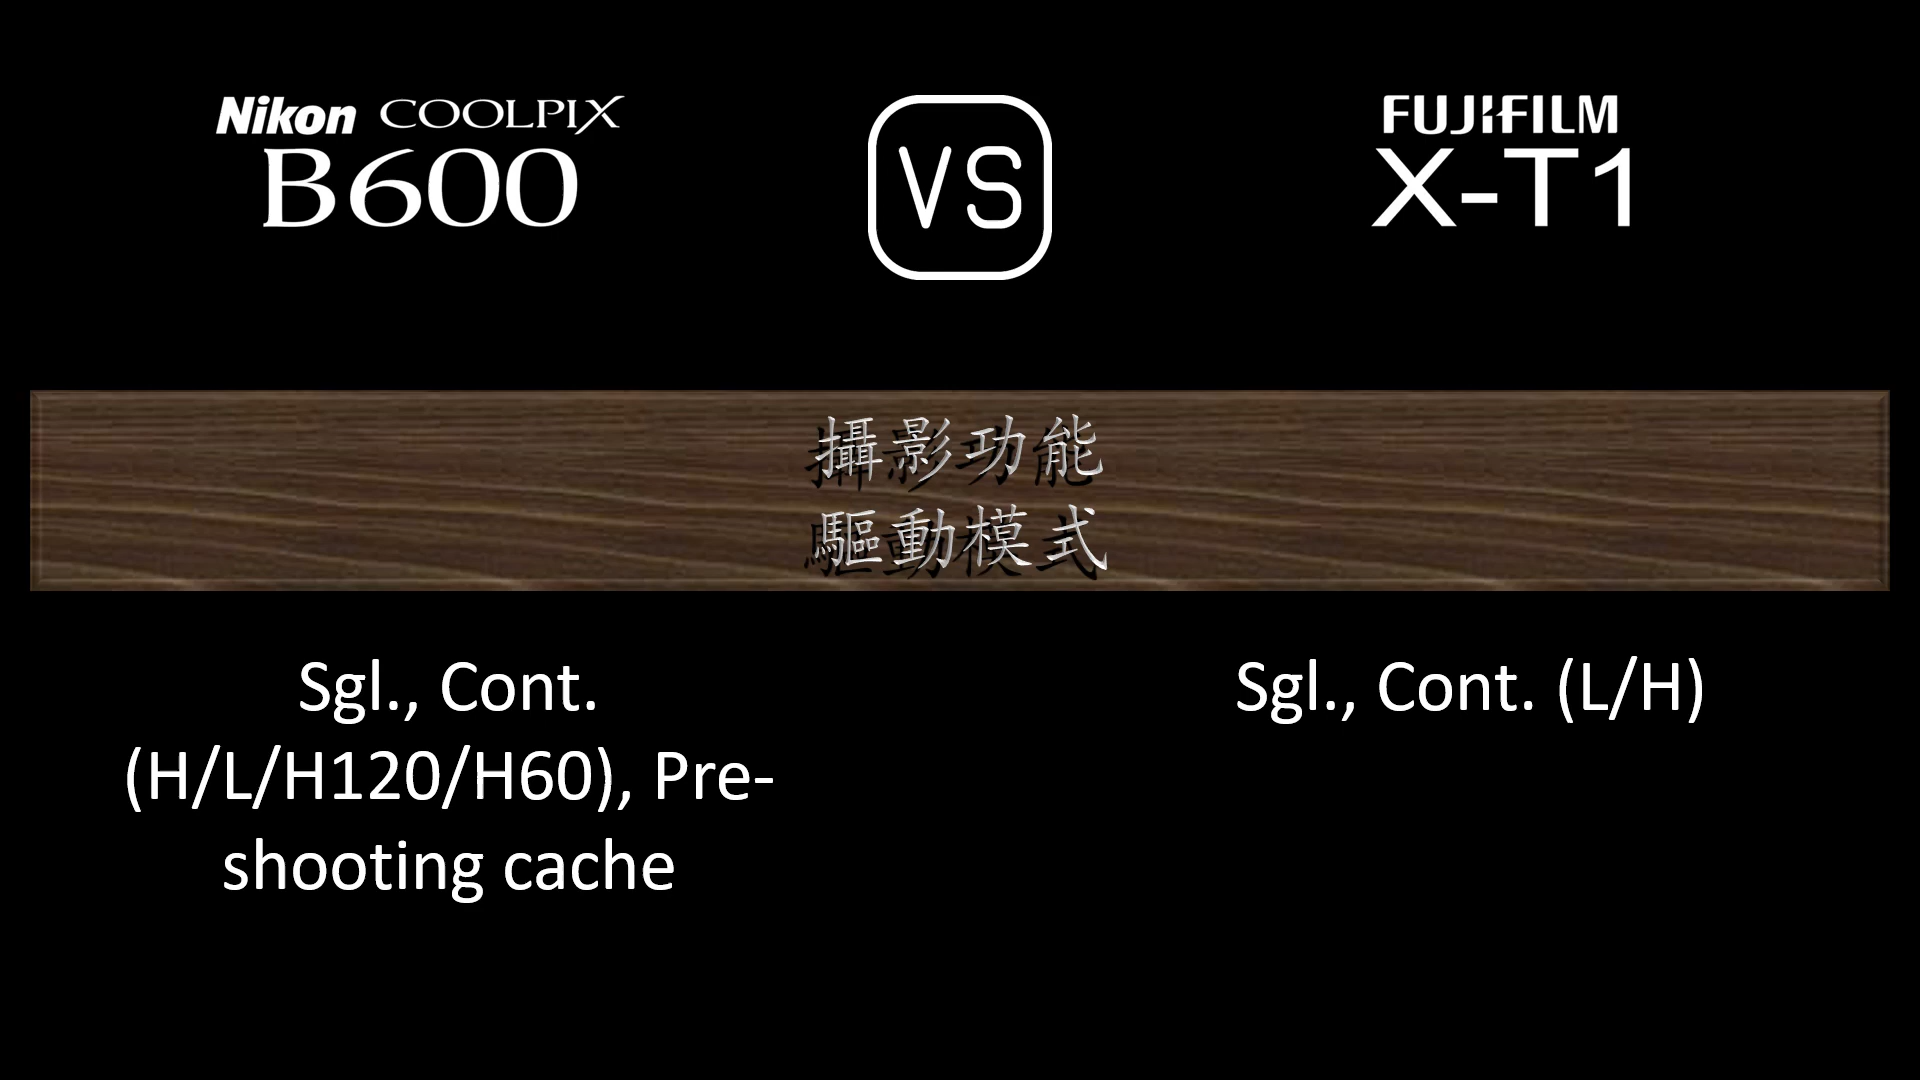 Nikon COOLPIX
B600
VS
FUJIFILM
X-T1
攝影功能
驅動模式
Sgl., Cont.
(H/L/H120/H60), Pre-
shooting cache
Sgl., Cont. (L/H)